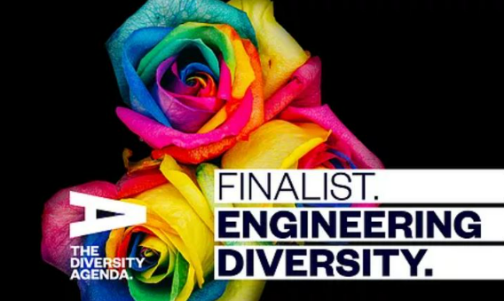 FINALIST.
ENGINEERING
DIVERSITY.
THE
DIVERSITY
AGENDA.